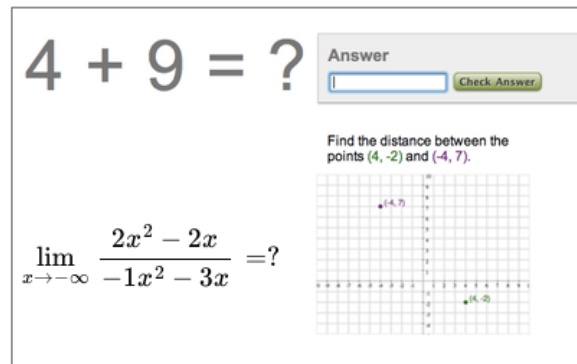 4 + 9 = ?
Answer
Check Answer
Find the distance between the
points (4, -2) and (-4, 7).
(-4, 7)
(4, -2)
lim x→−∞ (2x² − 2x)/(−1x² − 3x) =?